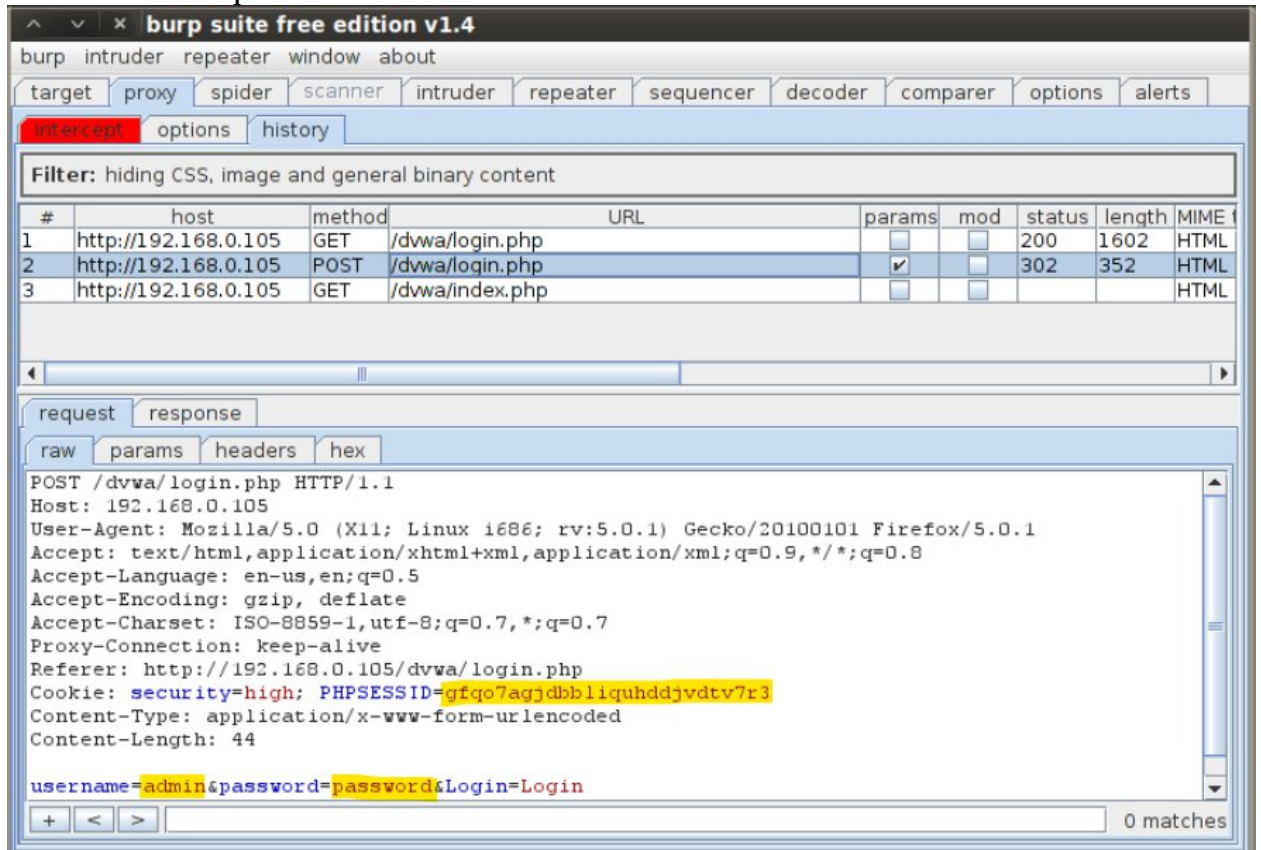 burp suite free edition v1.4
burp intruder repeater window about
target proxy spider scanner intruder repeater sequencer decoder comparer options alerts
intercept options history
Filter: hiding CSS, image and general binary content
# host method URL params mod status length MIME
1 http://192.168.0.105 GET /dvwa/login.php 200 1602 HTML
2 http://192.168.0.105 POST /dvwa/login.php 302 352 HTML
3 http://192.168.0.105 GET /dvwa/index.php HTML
request response
raw params headers hex
POST /dvwa/login.php HTTP/1.1
Host: 192.168.0.105
User-Agent: Mozilla/5.0 (X11; Linux i686; rv:5.0.1) Gecko/20100101 Firefox/5.0.1
Accept: text/html,application/xhtml+xml,application/xml;q=0.9,*/*;q=0.8
Accept-Language: en-us,en;q=0.5
Accept-Encoding: gzip, deflate
Accept-Charset: ISO-8859-1,utf-8;q=0.7,*;q=0.7
Proxy-Connection: keep-alive
Referer: http://192.168.0.105/dvwa/login.php
Cookie: security=high; PHPSESSID=gfqo7agjdbbliquhddjvdtv7r3
Content-Type: application/x-www-form-urlencoded
Content-Length: 44
username=admin&password=password&Login=Login
+ < > 0 matches